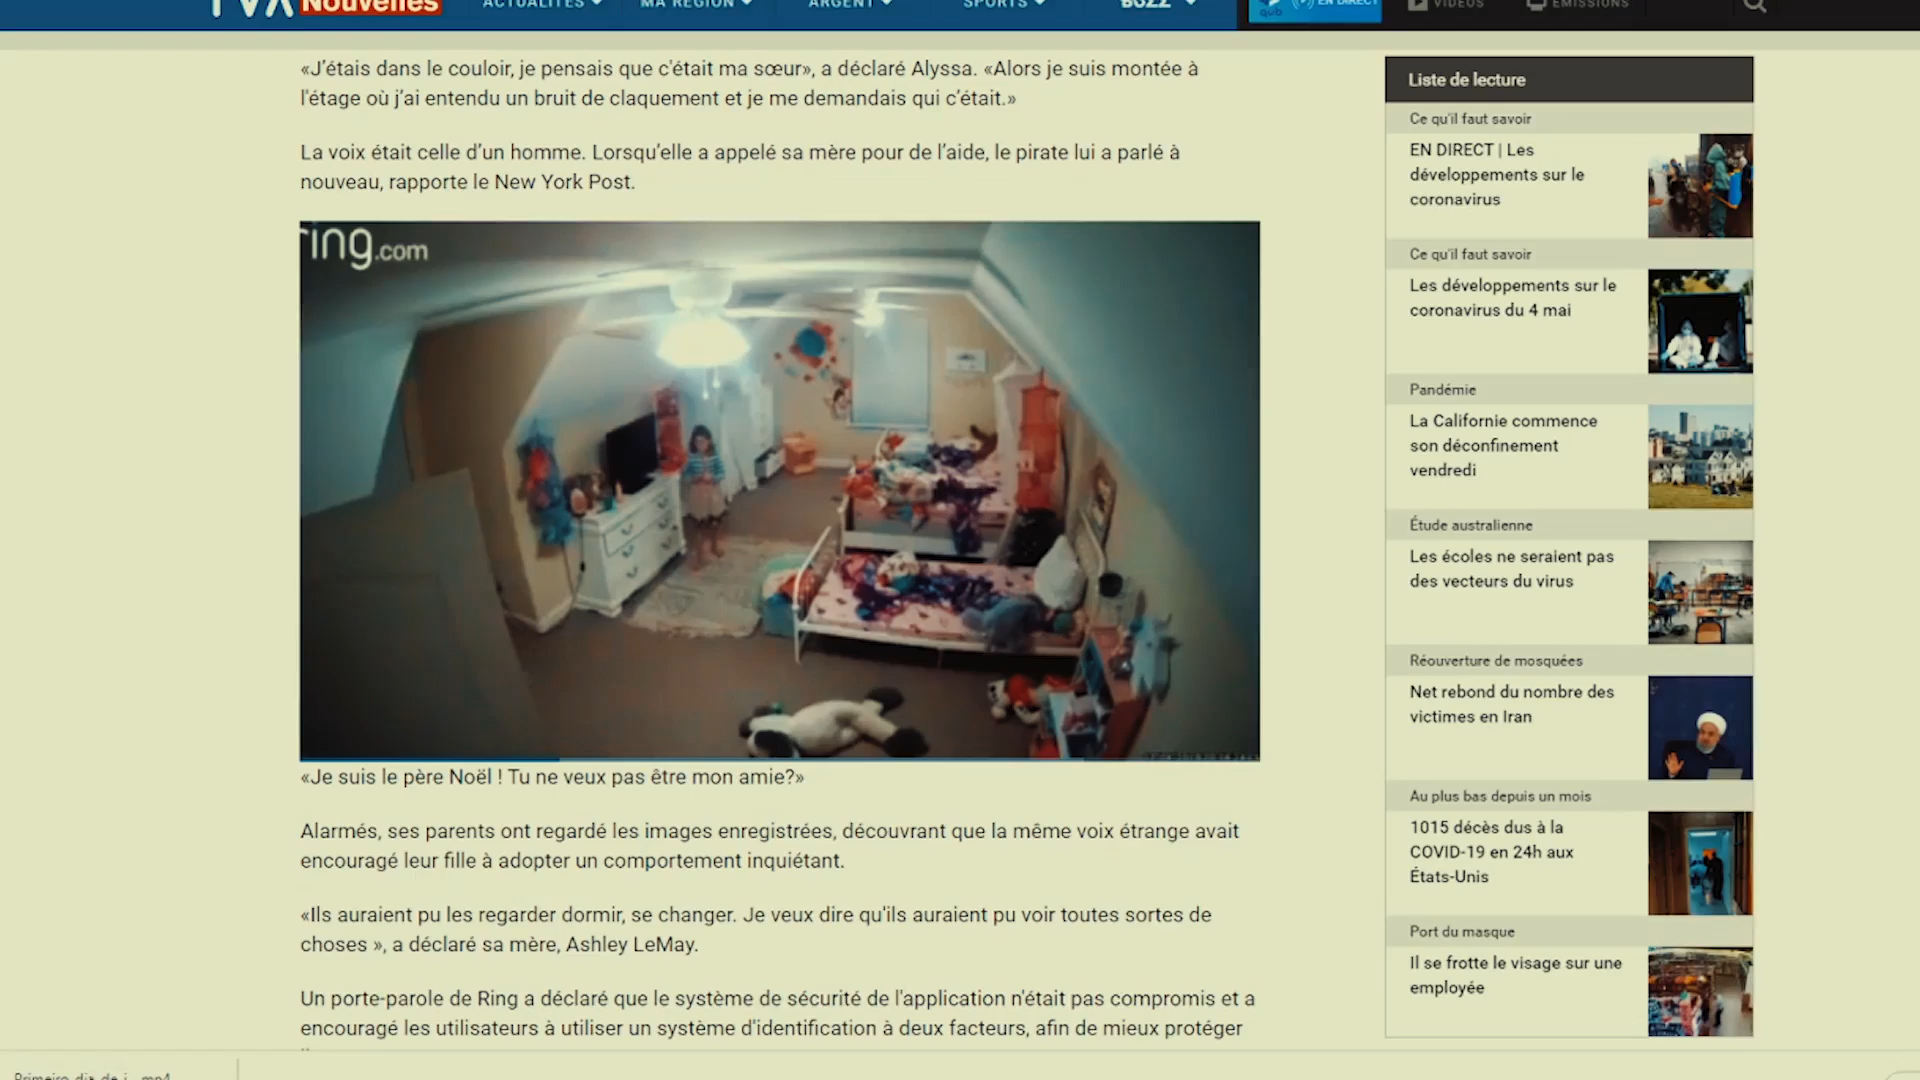 TVA Nouvelles
ACTUALITÉS
MA RÉGION
ARGENT
SPORTS
BUZZ
qub
EN DIRECT
VIDÉOS
ÉMISSIONS
«J’étais dans le couloir, je pensais que c'était ma sœur», a déclaré Alyssa. «Alors je suis montée à
l'étage où j’ai entendu un bruit de claquement et je me demandais qui c’était.»
La voix était celle d’un homme. Lorsqu’elle a appelé sa mère pour de l’aide, le pirate lui a parlé à
nouveau, rapporte le New York Post.
ring.com
«Je suis le père Noël ! Tu ne veux pas être mon amie?»
Alarmés, ses parents ont regardé les images enregistrées, découvrant que la même voix étrange avait
encouragé leur fille à adopter un comportement inquiétant.
«Ils auraient pu les regarder dormir, se changer. Je veux dire qu'ils auraient pu voir toutes sortes de
choses », a déclaré sa mère, Ashley LeMay.
Un porte-parole de Ring a déclaré que le système de sécurité de l'application n'était pas compromis et a
encouragé les utilisateurs à utiliser un système d'identification à deux facteurs, afin de mieux protéger
Liste de lecture
Ce qu'il faut savoir
EN DIRECT | Les
développements sur le
coronavirus
Ce qu'il faut savoir
Les développements sur le
coronavirus du 4 mai
Pandémie
La Californie commence
son déconfinement
vendredi
Étude australienne
Les écoles ne seraient pas
des vecteurs du virus
Réouverture de mosquées
Net rebond du nombre des
victimes en Iran
Au plus bas depuis un mois
1015 décès dus à la
COVID-19 en 24h aux
États-Unis
Port du masque
Il se frotte le visage sur une
employée